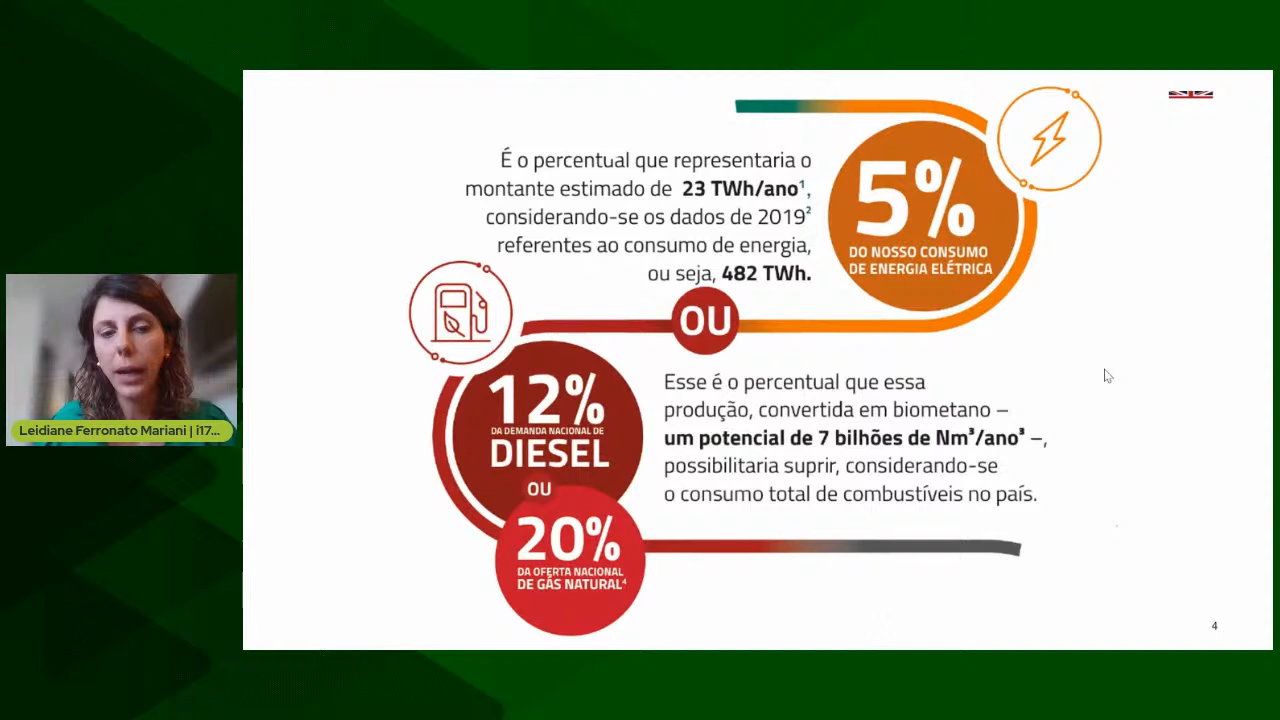 É o percentual que representaria o
montante estimado de 23 TWh/ano¹,
considerando-se os dados de 2019²
referentes ao consumo de energia,
ou seja, 482 TWh.
5%
DO NOSSO CONSUMO
DE ENERGIA ELÉTRICA
OU
12%
DA DEMANDA NACIONAL DE
DIESEL
OU
20%
DA OFERTA NACIONAL
DE GÁS NATURAL⁴
Esse é o percentual que essa
produção, convertida em biometano –
um potencial de 7 bilhões de Nm³/ano³ –,
possibilitaria suprir, considerando-se
o consumo total de combustíveis no país.
Leidiane Ferronato Mariani | i17...
4